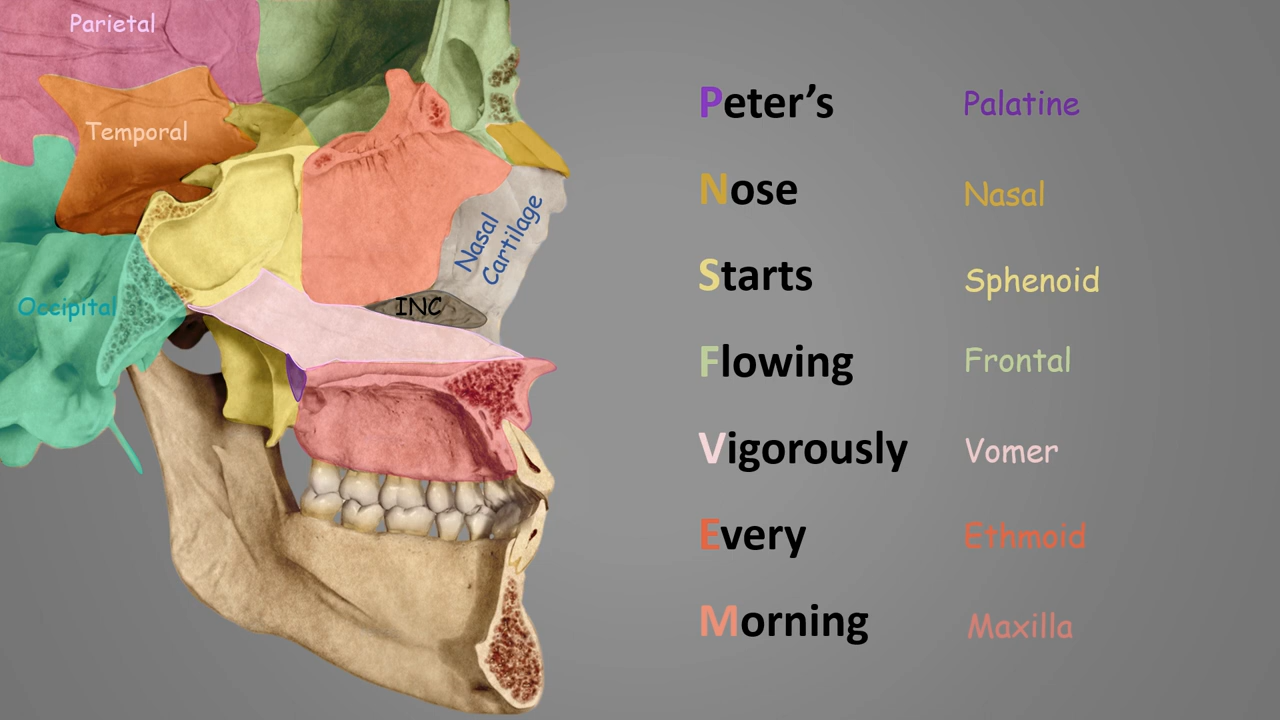 Parietal
Temporal
Occipital
Nasal
Cartilage
INC
Peter’s Palatine
Nose Nasal
Starts Sphenoid
Flowing Frontal
Vigorously Vomer
Every Ethmoid
Morning Maxilla